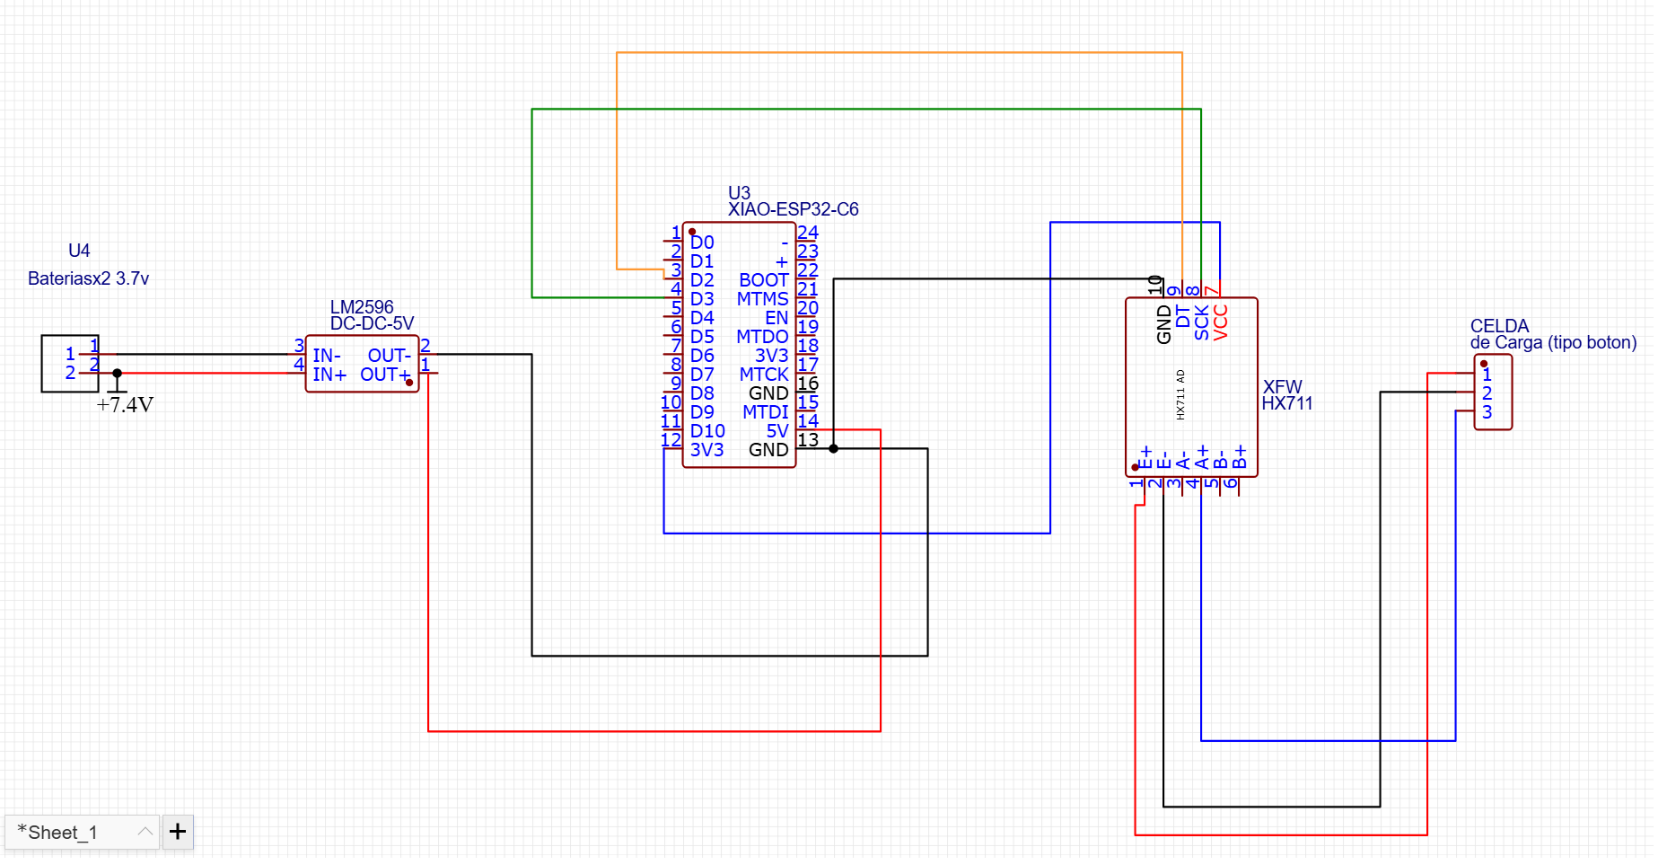 U3
XIAO-ESP32-C6
U4
Bateriasx2 3.7v
1 1
2 2
+7.4V
LM2596
DC-DC-5V
3 IN- OUT- 2
4 IN+ OUT+ 1
1 D0 - 24
2 D1 + 23
3 D2 BOOT 22
4 D3 MTMS 21
5 D4 EN 20
6 D5 MTDO 19
7 D6 3V3 18
8 D7 MTCK 17
9 D8 GND 16
10 D9 MTDI 15
11 D10 5V 14
12 3V3 GND 13
10 9 8 7
GND DT SCK VCC
HX711 AD
XFW
HX711
E+ E- A- A+ B- B+
1 2 3 4 5 6
CELDA
de Carga (tipo boton)
1
2
3
*Sheet_1 +